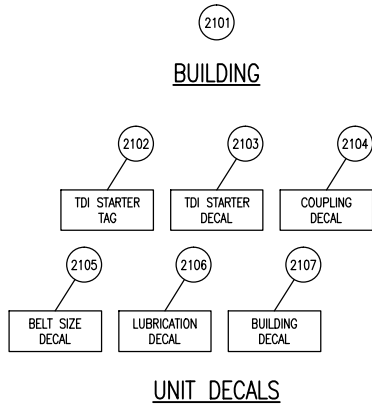 2101
BUILDING
2102
2103
2104
TDI STARTER
TAG
TDI STARTER
DECAL
COUPLING
DECAL
2105
2106
2107
BELT SIZE
DECAL
LUBRICATION
DECAL
BUILDING
DECAL
UNIT DECALS